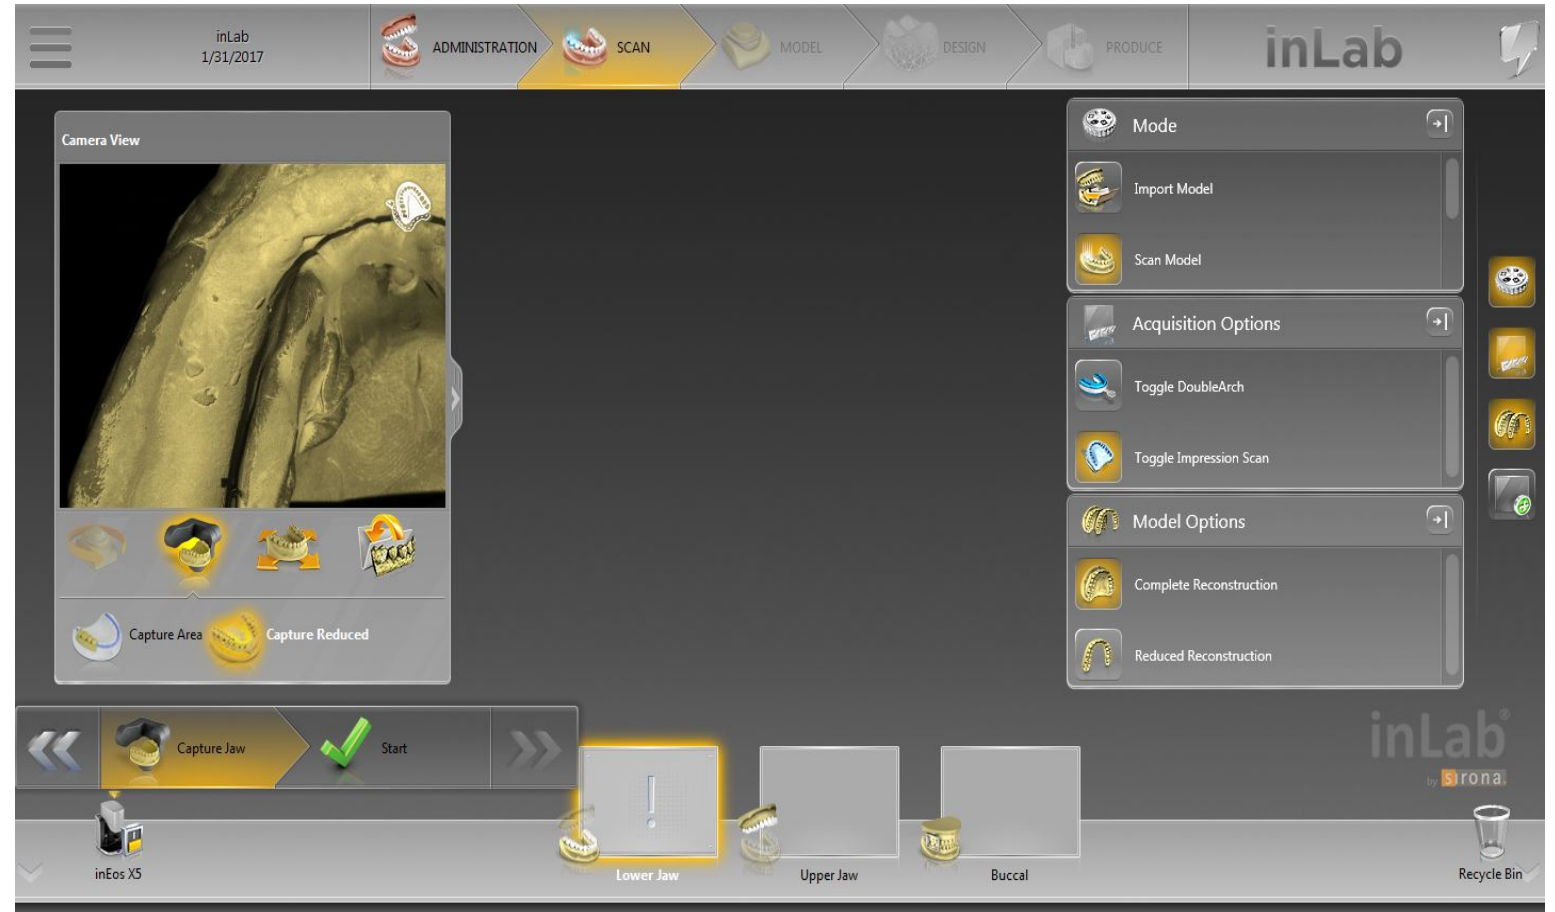 inLab
1/31/2017
ADMINISTRATION
SCAN
MODEL
DESIGN
PRODUCE
inLab
Camera View
Capture Area
Capture Reduced
Mode
Import Model
Scan Model
Acquisition Options
Toggle DoubleArch
Toggle Impression Scan
Model Options
Complete Reconstruction
Reduced Reconstruction
Capture Jaw
Start
inLab®
by sirona.
inEos X5
Lower Jaw
Upper Jaw
Buccal
Recycle Bin